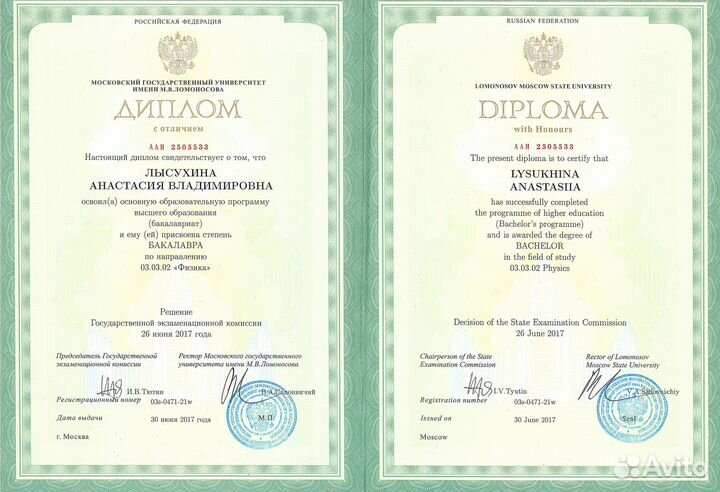 РОССИЙСКАЯ ФЕДЕРАЦИЯ
МОСКОВСКИЙ ГОСУДАРСТВЕННЫЙ УНИВЕРСИТЕТ
ИМЕНИ М.В.ЛОМОНОСОВА
ДИПЛОМ
с отличием
ААН 2505533
Настоящий диплом свидетельствует о том, что
ЛЫСУХИНА
АНАСТАСИЯ ВЛАДИМИРОВНА
освоил(а) основную образовательную программу
высшего образования
(бакалавриат)
и ему (ей) присвоена степень
БАКАЛАВРА
по направлению
03.03.02 «Физика»
Решение
Государственной экзаменационной комиссии
26 июня 2017 года
Председатель Государственной
экзаменационной комиссии
Ректор Московского государственного
университета имени М.В.Ломоносова
И.В.Тютин
В.А.Садовничий
Регистрационный номер 03s-0471-21w
Дата выдачи 30 июня 2017 года М.П.
г. Москва
RUSSIAN FEDERATION
LOMONOSOV MOSCOW STATE UNIVERSITY
DIPLOMA
with Honours
ААН 2505533
The present diploma is to certify that
LYSUKHINA
ANASTASIIA
has successfully completed
the programme of higher education
(Bachelor's programme)
and is awarded the degree of
BACHELOR
in the field of study
03.03.02 Physics
Decision of the State Examination Commission
26 June 2017
Chairperson of the State
Examination Commission
Rector of Lomonosov
Moscow State University
I.V.Tyutin
V.A.Sadovnichiy
Registration number 03s-0471-21w
Issued on 30 June 2017 Seal
Moscow
Avito